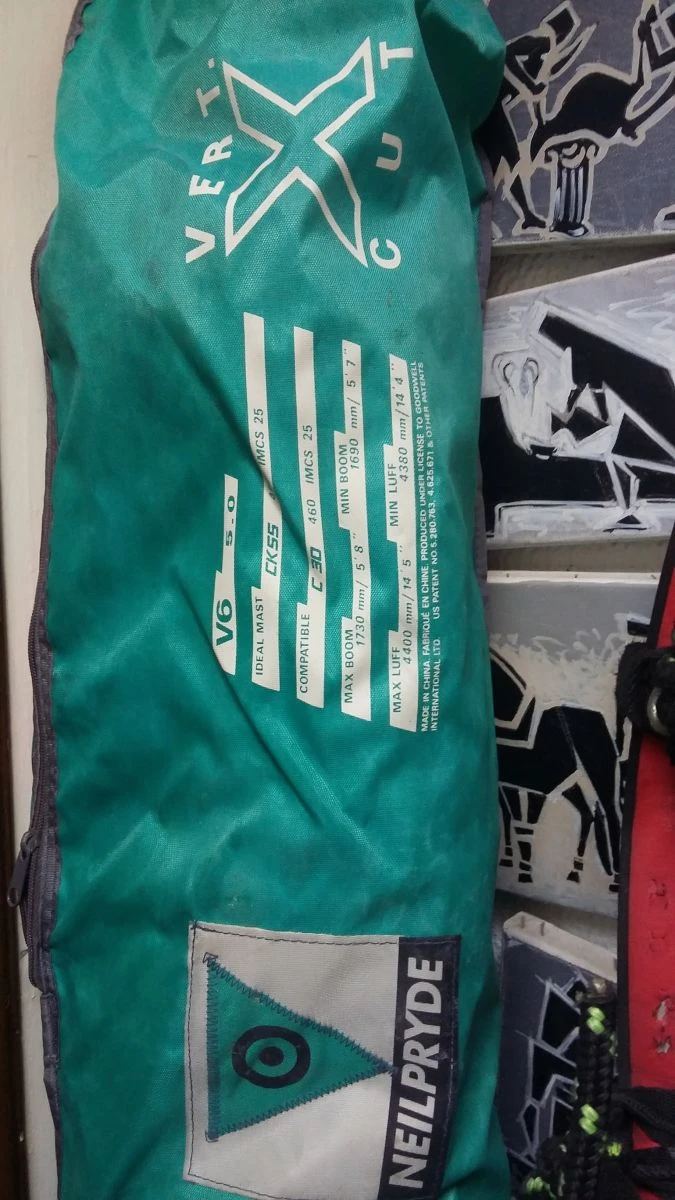 VERT.
X
CUT
V6 5.0
IDEAL MAST CK55 IMCS 25
COMPATIBLE C 30 460 IMCS 25
MAX BOOM 1730 mm/ 5'8" MIN BOOM 1690 mm/ 5'7"
MAX LUFF 4400 mm/14'5" MIN LUFF 4380 mm/14'4"
MADE IN CHINA, FABRIQUÉ EN CHINE. PRODUCED UNDER LICENSE TO GOODWELL
INTERNATIONAL LTD. US PATENT NO 5.280.763, 4.625.671 & OTHER PATENTS
NEILPRYDE